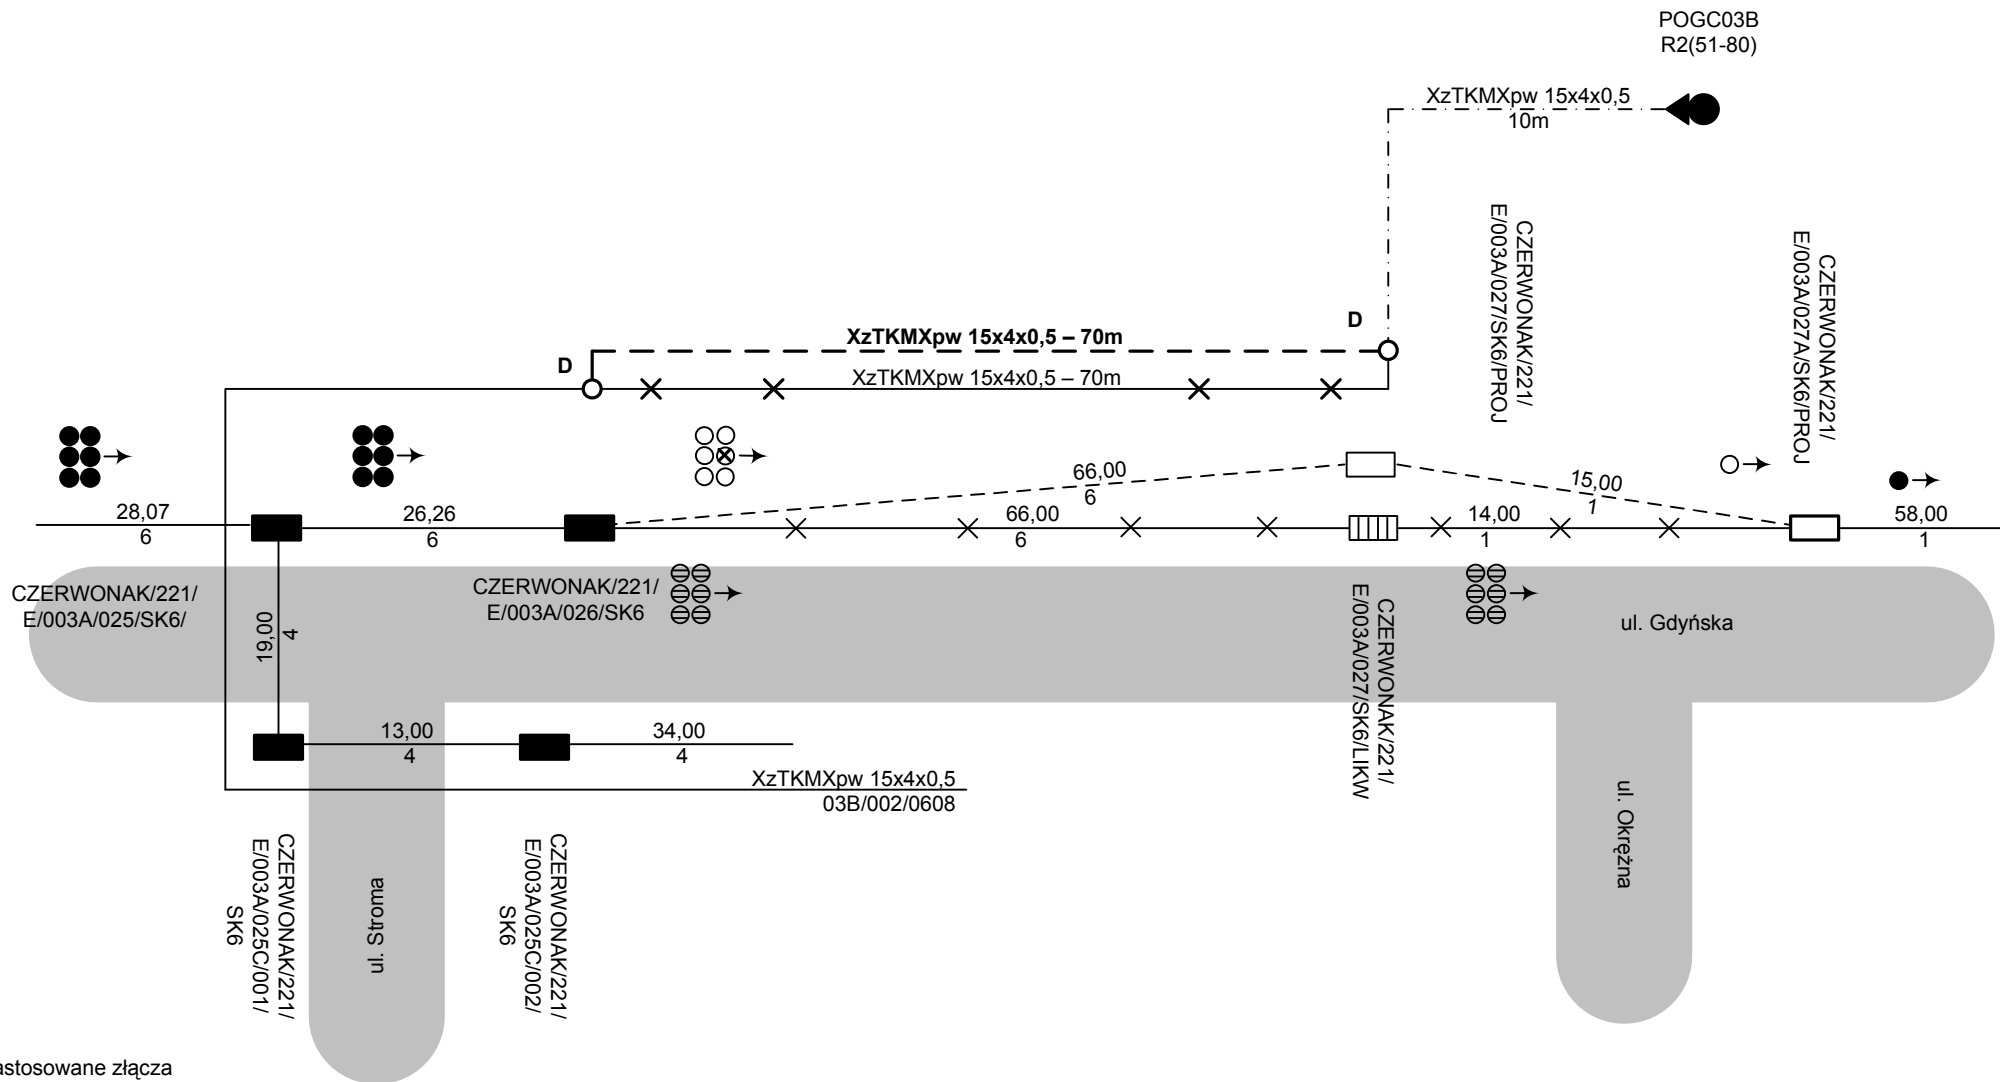 POGC03B
R2(51-80)
XzTKMXpw 15x4x0,5
10m
CZERWONAK/221/
E/003A/027/SK6/PROJ
CZERWONAK/221/
E/003A/027A/SK6/PROJ
D
XzTKMXpw 15x4x0,5 – 70m
D
XzTKMXpw 15x4x0,5 – 70m
28,07
6
26,26
6
66,00
6
66,00
6
15,00
1
14,00
1
58,00
1
CZERWONAK/221/
E/003A/025/SK6/
CZERWONAK/221/
E/003A/026/SK6
CZERWONAK/221/
E/003A/027/SK6/LIKW
ul. Gdyńska
19,00
4
13,00
4
34,00
4
XzTKMXpw 15x4x0,5
03B/002/0608
CZERWONAK/221/
E/003A/025C/001/
SK6
ul. Stroma
CZERWONAK/221/
E/003A/025C/002/
SK6
ul. Okrężna
astosowane złącza